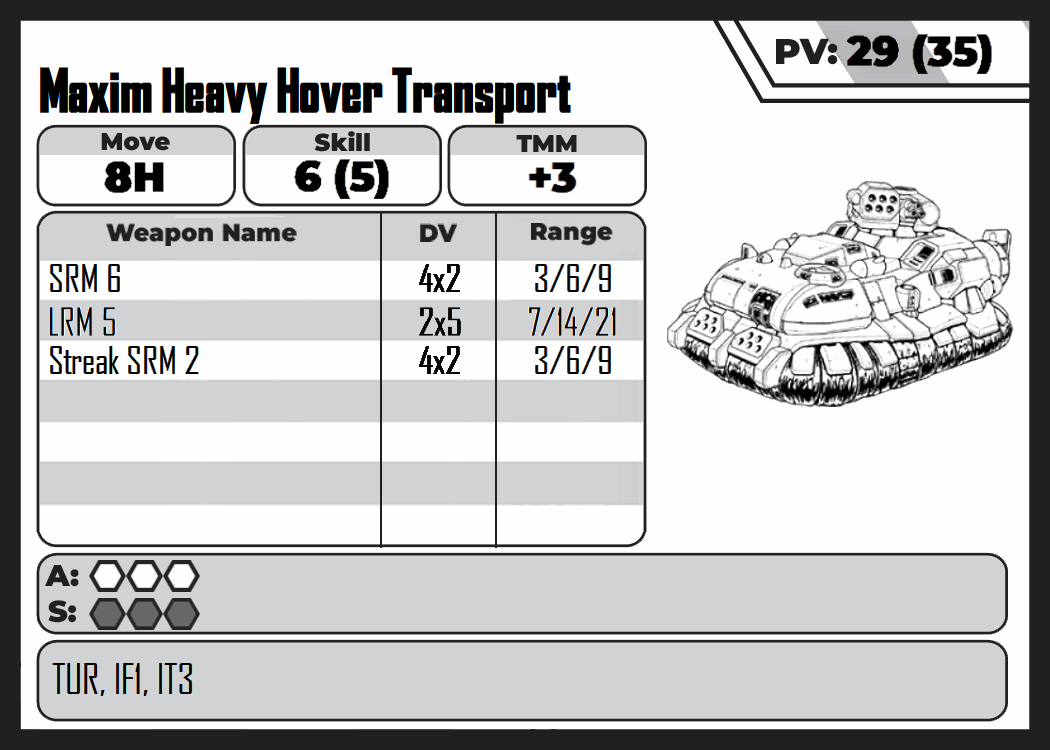 PV: 29 (35)
Maxim Heavy Hover Transport
Move Skill TMM
8H 6 (5) +3
Weapon Name DV Range
SRM 6 4x2 3/6/9
LRM 5 2x5 7/14/21
Streak SRM 2 4x2 3/6/9
A:
S:
TUR, IF1, IT3